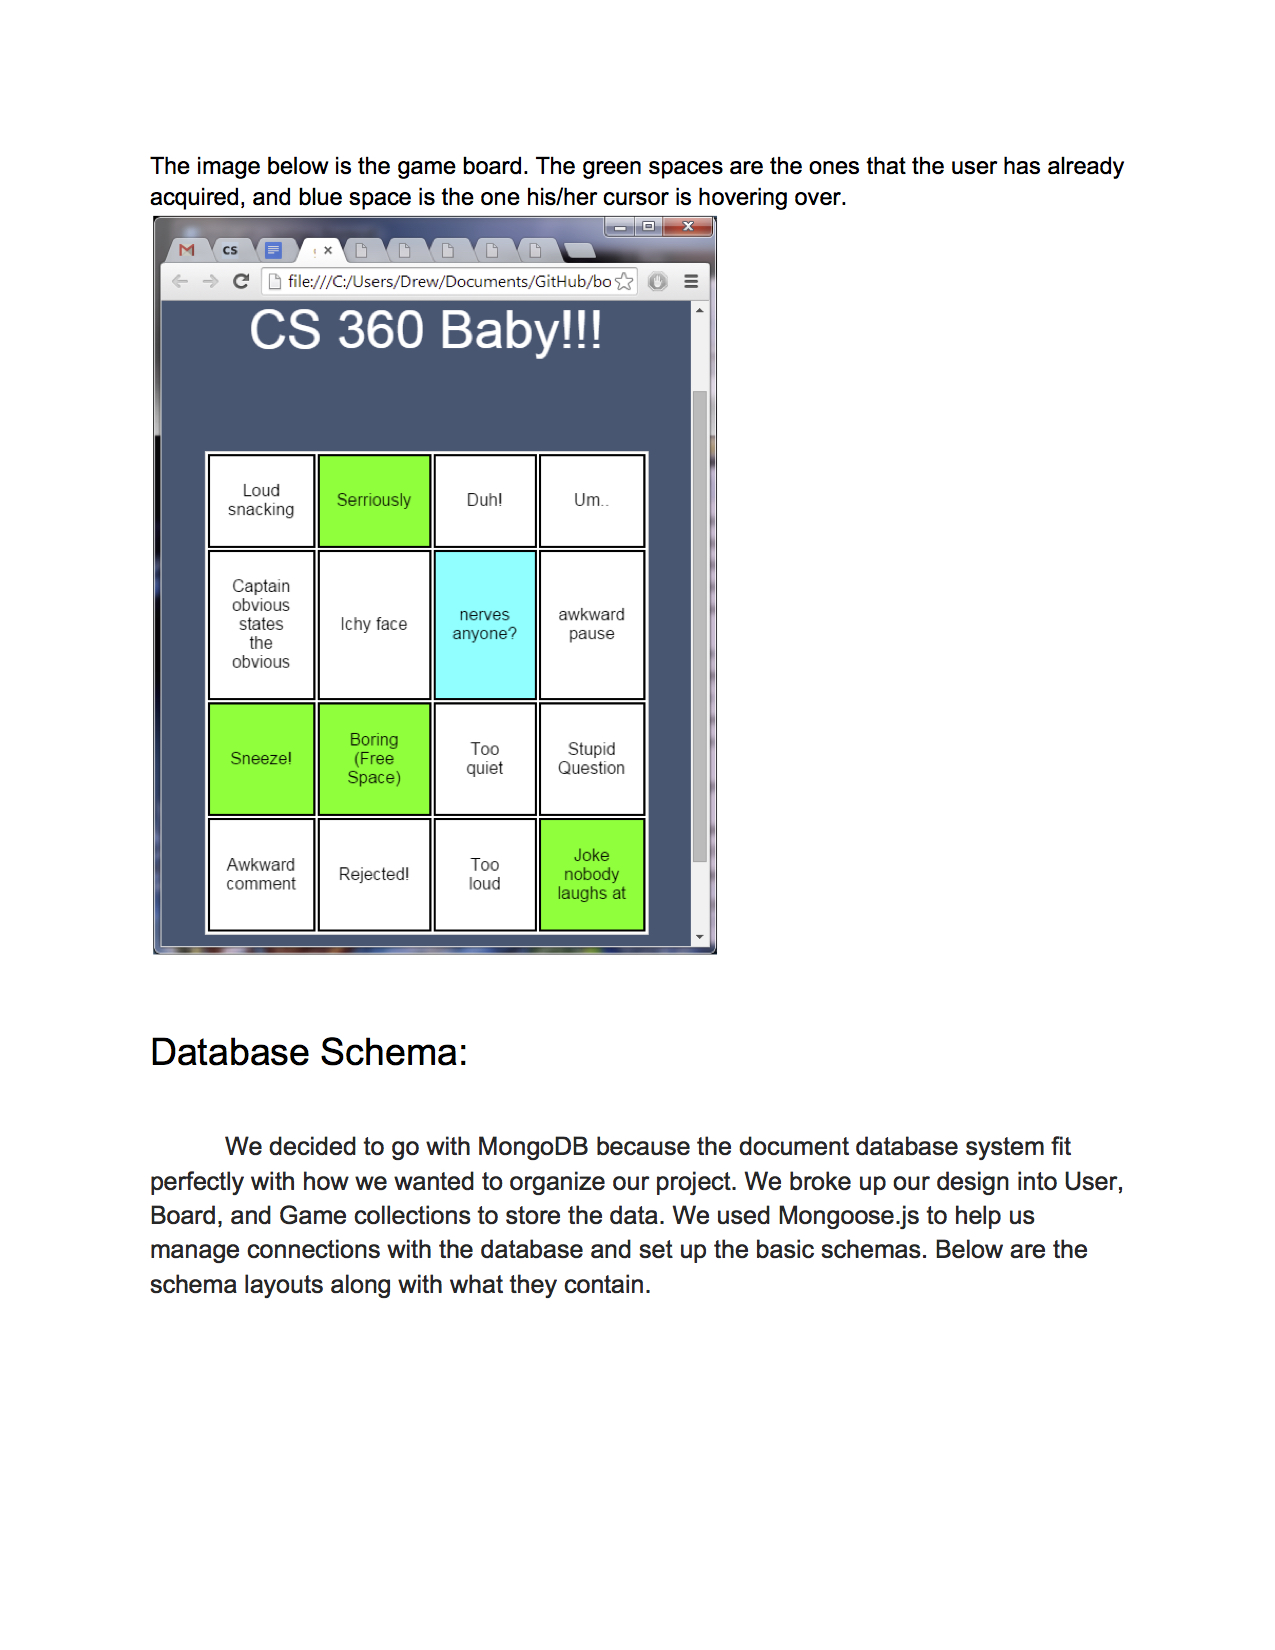 The image below is the game board. The green spaces are the ones that the user has already
acquired, and blue space is the one his/her cursor is hovering over.
CS
file:///C:/Users/Drew/Documents/GitHub/bo
CS 360 Baby!!!
Loud
snacking
Serriously
Duh!
Um..
Captain
obvious
states
the
obvious
Ichy face
nerves
anyone?
awkward
pause
Sneeze!
Boring
(Free
Space)
Too
quiet
Stupid
Question
Awkward
comment
Rejected!
Too
loud
Joke
nobody
laughs at
Database Schema:
We decided to go with MongoDB because the document database system fit
perfectly with how we wanted to organize our project. We broke up our design into User,
Board, and Game collections to store the data. We used Mongoose.js to help us
manage connections with the database and set up the basic schemas. Below are the
schema layouts along with what they contain.